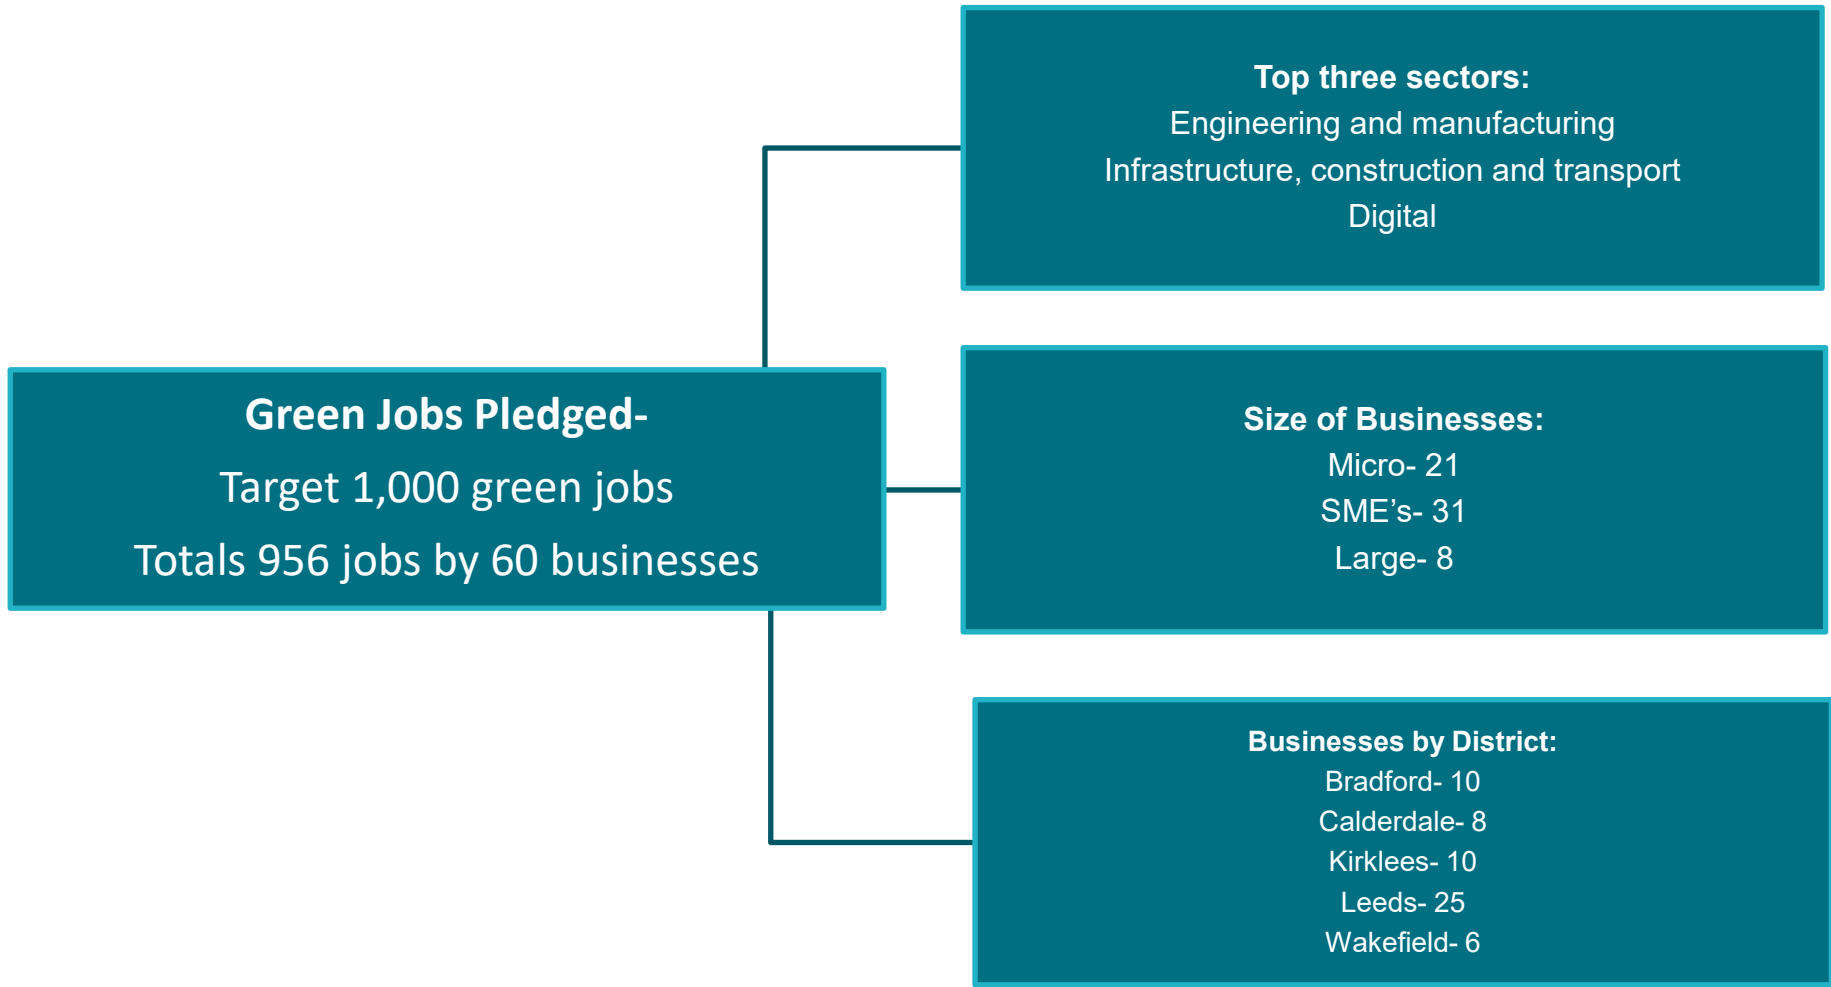 Top three sectors:
Engineering and manufacturing
Infrastructure, construction and transport
Digital
Green Jobs Pledged-
Target 1,000 green jobs
Totals 956 jobs by 60 businesses
Size of Businesses:
Micro- 21
SME’s- 31
Large- 8
Businesses by District:
Bradford- 10
Calderdale- 8
Kirklees- 10
Leeds- 25
Wakefield- 6